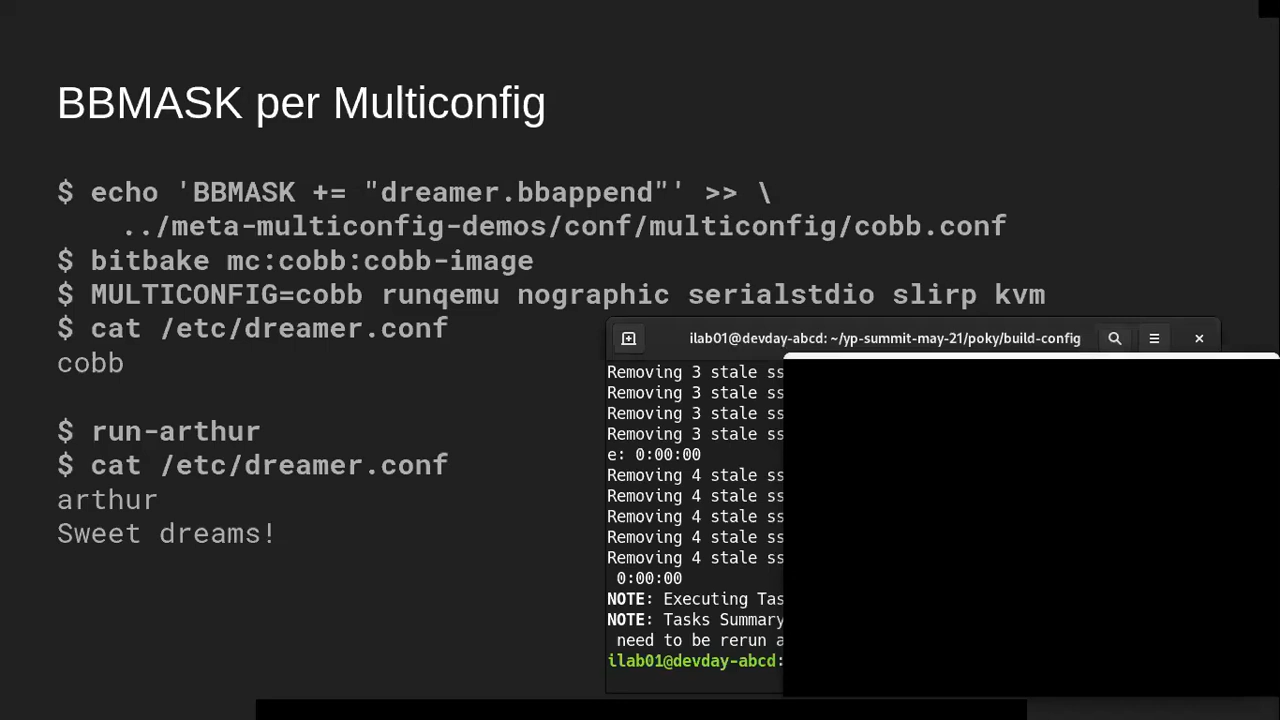 BBMASK per Multiconfig
$ echo 'BBMASK += "dreamer.bbappend"' >> \
../meta-multiconfig-demos/conf/multiconfig/cobb.conf
$ bitbake mc:cobb:cobb-image
$ MULTICONFIG=cobb runqemu nographic serialstdio slirp kvm
$ cat /etc/dreamer.conf
cobb
$ run-arthur
$ cat /etc/dreamer.conf
arthur
Sweet dreams!
ilab01@devday-abcd: ~/yp-summit-may-21/poky/build-config
Removing 3 stale ss
Removing 3 stale ss
Removing 3 stale ss
Removing 3 stale ss
e: 0:00:00
Removing 4 stale ss
Removing 4 stale ss
Removing 4 stale ss
Removing 4 stale ss
Removing 4 stale ss
0:00:00
NOTE: Executing Tas
NOTE: Tasks Summary
need to be rerun a
ilab01@devday-abcd: